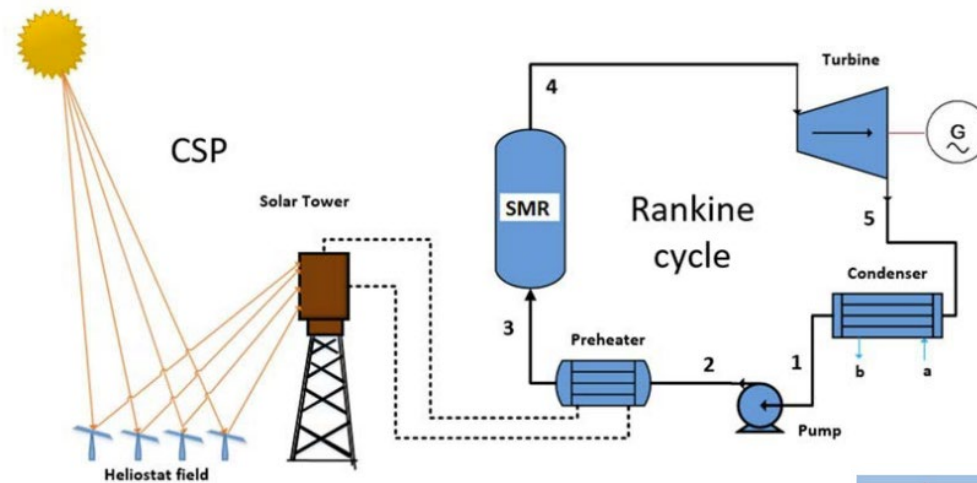 Turbine
4
G
CSP
Solar Tower
SMR
Rankine
cycle
5
Condenser
3
Preheater
2
1
b
a
Pump
Heliostat field